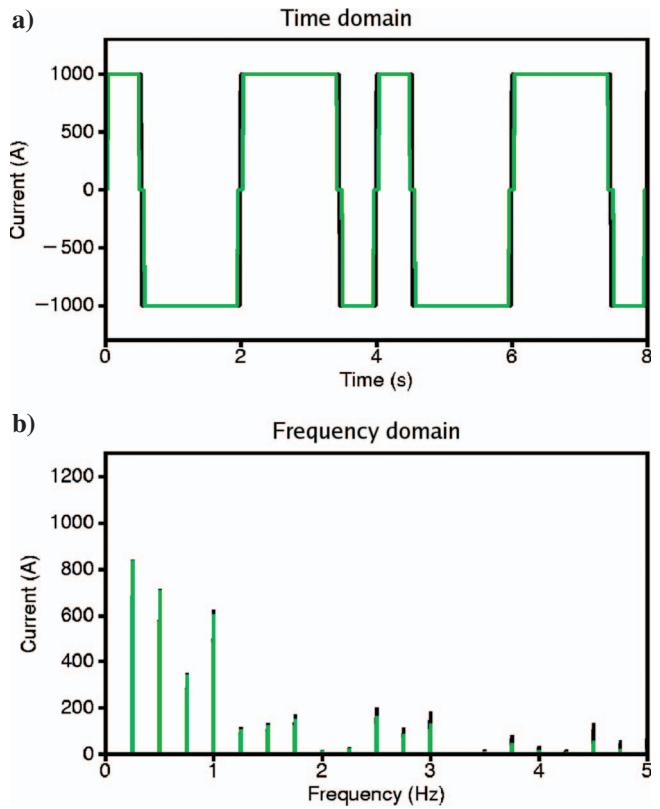 a)
Time domain
1000
500
0
−500
−1000
Current (A)
0 2 4 6 8
Time (s)
b)
Frequency domain
1200
1000
800
600
400
200
0
Current (A)
0 1 2 3 4 5
Frequency (Hz)